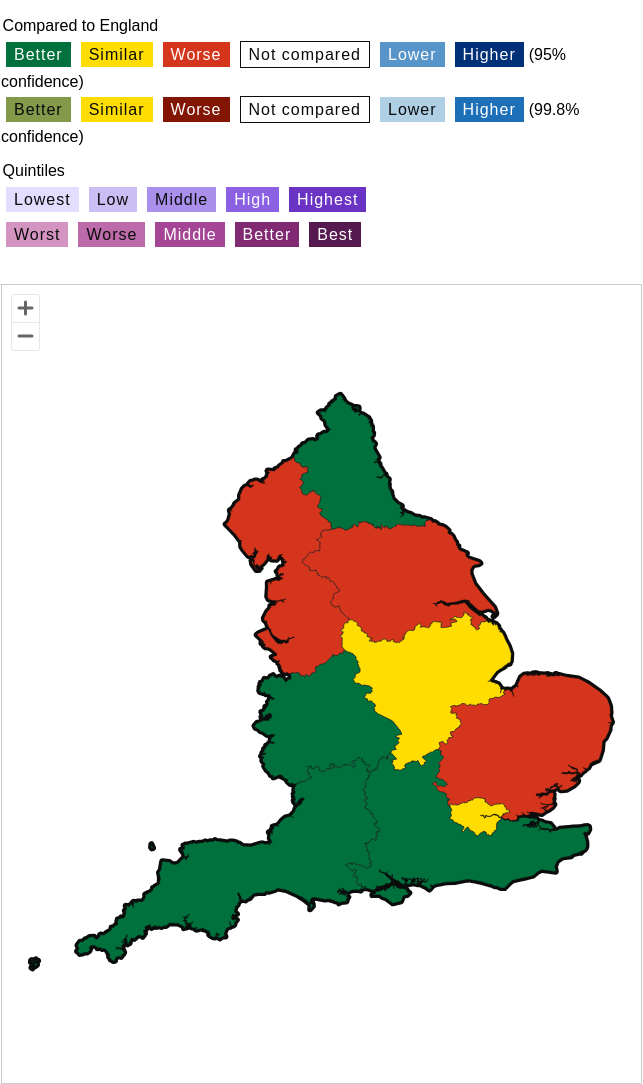 Compared to England
Better Similar Worse Not compared Lower Higher (95%
confidence)
Better Similar Worse Not compared Lower Higher (99.8%
confidence)
Quintiles
Lowest Low Middle High Highest
Worst Worse Middle Better Best
+
−